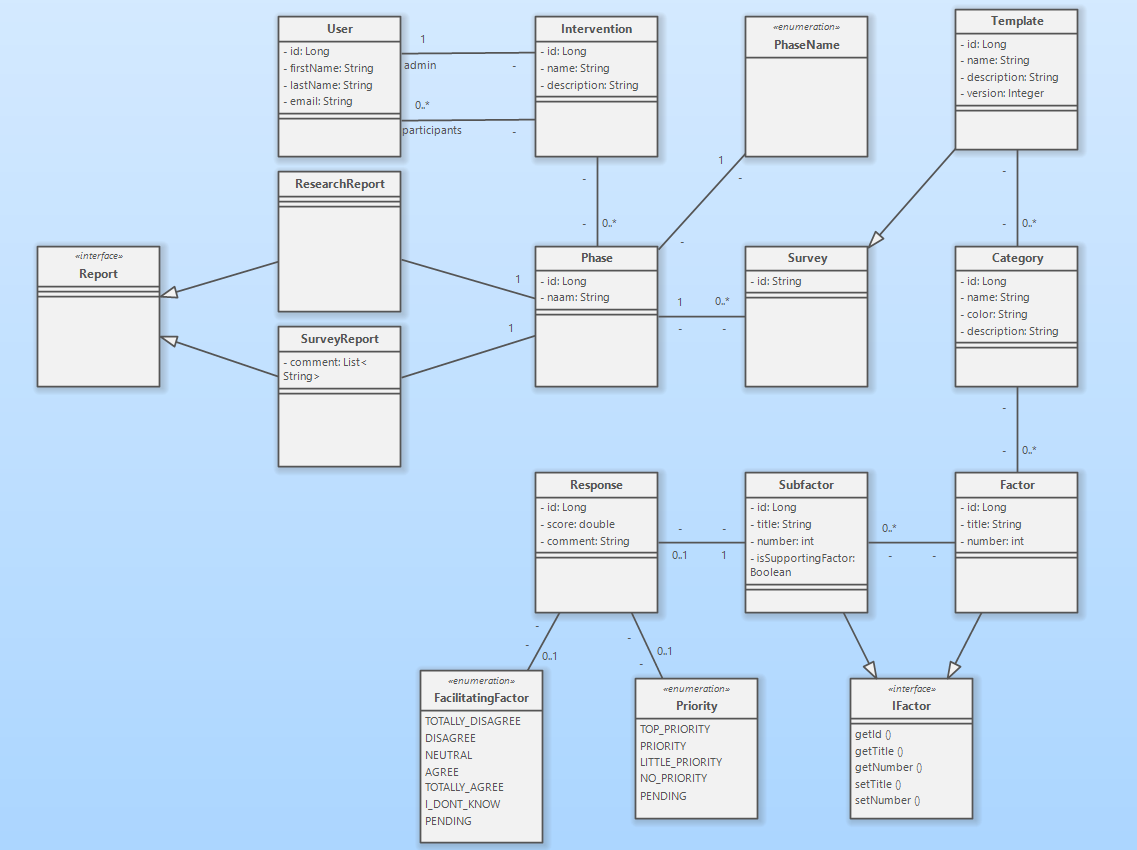 User
- id: Long
- firstName: String
- lastName: String
- email: String
1
admin
-
0..*
participants
-
Intervention
- id: Long
- name: String
- description: String
«enumeration»
PhaseName
Template
- id: Long
- name: String
- description: String
- version: Integer
ResearchReport
-
-
0..*
1
-
-
-
-
0..*
«interface»
Report
1
Phase
- id: Long
- naam: String
1
0..*
-
-
Survey
- id: String
Category
- id: Long
- name: String
- color: String
- description: String
SurveyReport
- comment: List<
String>
1
-
-
0..*
Response
- id: Long
- score: double
- comment: String
-
-
0..1
1
Subfactor
- id: Long
- title: String
- number: int
- isSupportingFactor:
Boolean
0..*
-
-
Factor
- id: Long
- title: String
- number: int
-
-
0..1
-
-
0..1
«enumeration»
FacilitatingFactor
TOTALLY_DISAGREE
DISAGREE
NEUTRAL
AGREE
TOTALLY_AGREE
I_DONT_KNOW
PENDING
«enumeration»
Priority
TOP_PRIORITY
PRIORITY
LITTLE_PRIORITY
NO_PRIORITY
PENDING
«interface»
IFactor
getId ()
getTitle ()
getNumber ()
setTitle ()
setNumber ()